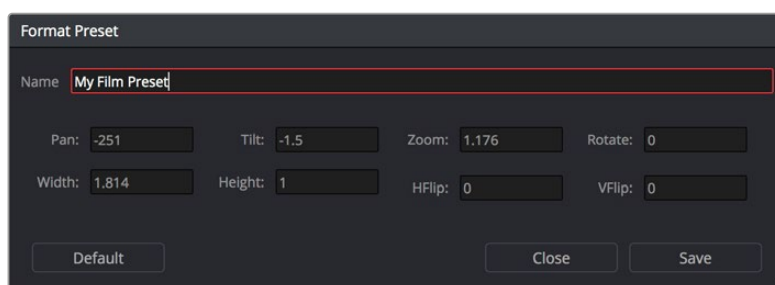 Format Preset
Name My Film Preset
Pan: -251 Tilt: -1.5 Zoom: 1.176 Rotate: 0
Width: 1.814 Height: 1 HFlip: 0 VFlip: 0
Default Close Save